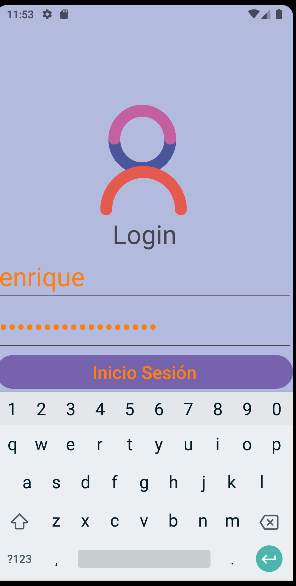 11:53
Login
enrique
•••••••••••••••••
Inicio Sesión
1 2 3 4 5 6 7 8 9 0
q w e r t y u i o p
a s d f g h j k l
z x c v b n m
?123 , .